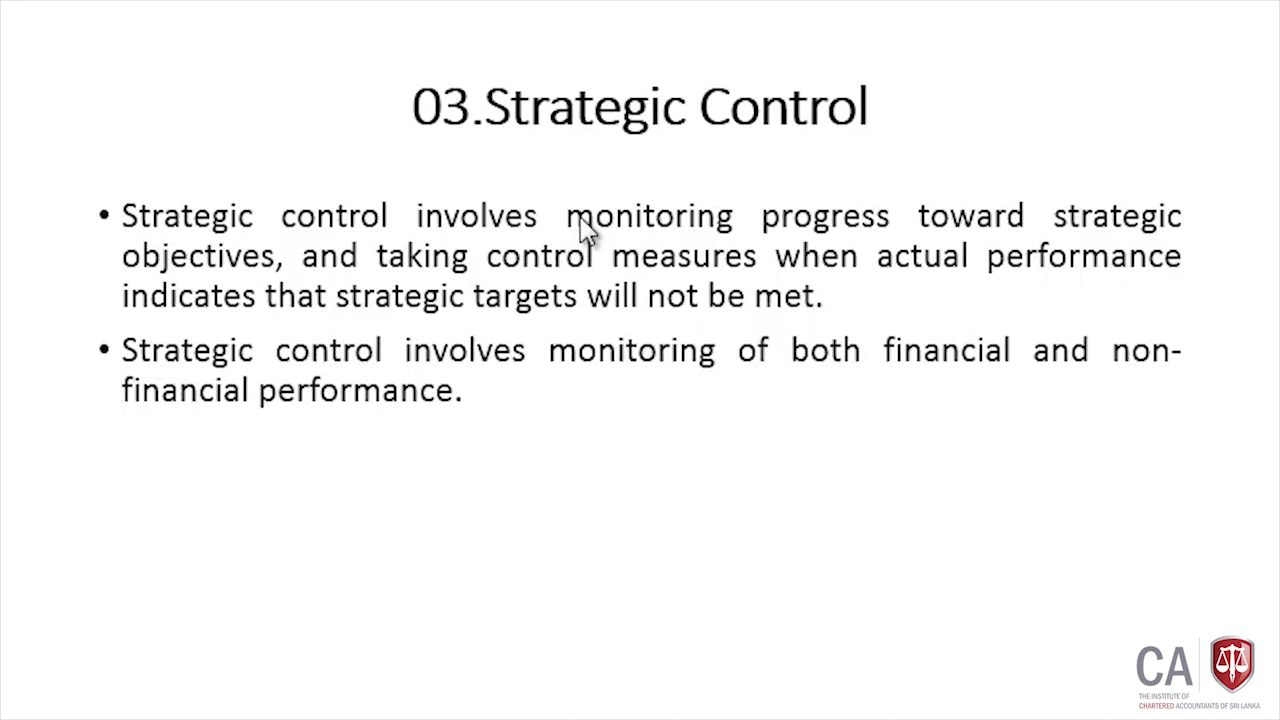 03.Strategic Control
• Strategic control involves monitoring progress toward strategic
objectives, and taking control measures when actual performance
indicates that strategic targets will not be met.
• Strategic control involves monitoring of both financial and non-
financial performance.
CA
THE INSTITUTE OF
CHARTERED ACCOUNTANTS OF SRI LANKA